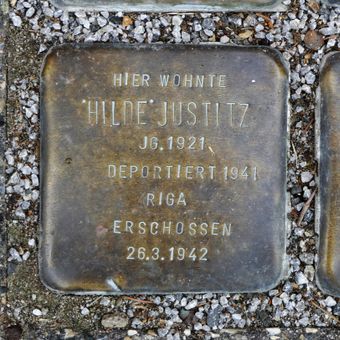 HIER WOHNTE
"HILDE" JUSTITZ
JG. 1921
DEPORTIERT 1941
RIGA
ERSCHOSSEN
26.3.1942